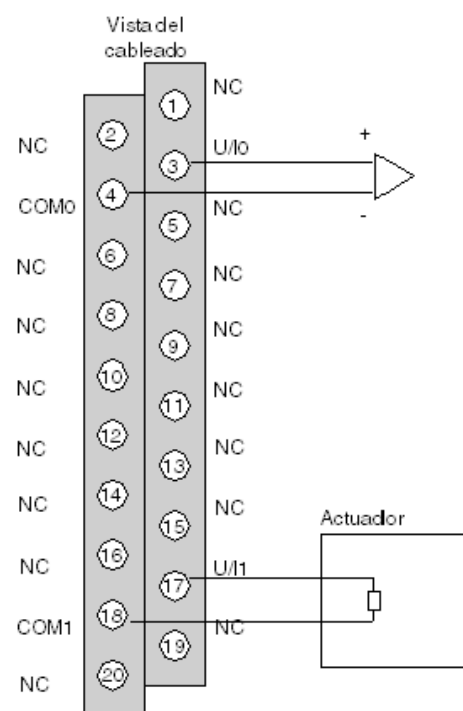 Vista del
cableado
NC
1
2
NC
U/I0
+
3
4
COM0
NC
-
5
6
NC
NC
7
8
NC
NC
9
10
NC
NC
11
12
NC
NC
13
14
NC
NC
15
Actuador
16
NC
U/I1
17
18
COM1
NC
19
20
NC